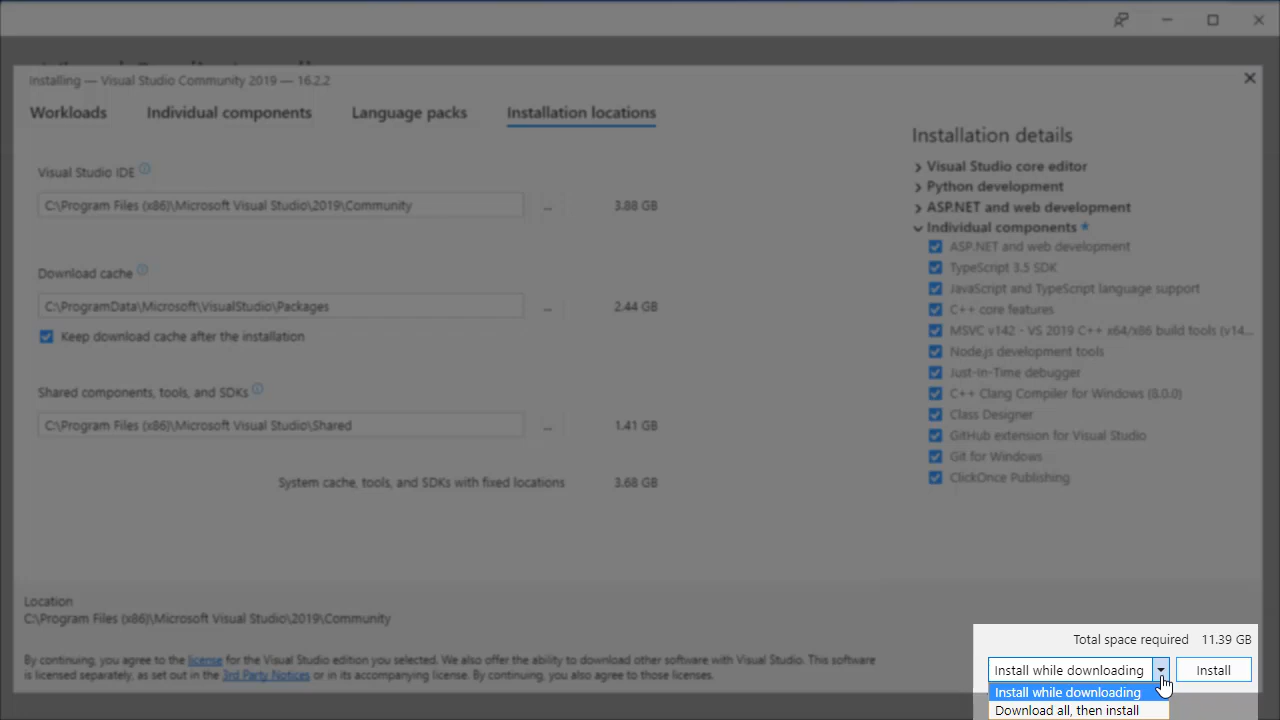 Installing — Visual Studio Community 2019 — 16.2.2
Workloads Individual components Language packs Installation locations
Visual Studio IDE
C:\Program Files (x86)\Microsoft Visual Studio\2019\Community ... 3.88 GB
Download cache
C:\ProgramData\Microsoft\VisualStudio\Packages ... 2.44 GB
Keep download cache after the installation
Shared components, tools, and SDKs
C:\Program Files (x86)\Microsoft Visual Studio\Shared ... 1.41 GB
System cache, tools, and SDKs with fixed locations 3.68 GB
Installation details
Visual Studio core editor
Python development
ASP.NET and web development
Individual components *
ASP.NET and web development
TypeScript 3.5 SDK
JavaScript and TypeScript language support
C++ core features
MSVC v142 - VS 2019 C++ x64/x86 build tools (v14...
Node.js development tools
Just-In-Time debugger
C++ Clang Compiler for Windows (8.0.0)
Class Designer
GitHub extension for Visual Studio
Git for Windows
ClickOnce Publishing
Location
C:\Program Files (x86)\Microsoft Visual Studio\2019\Community
By continuing, you agree to the license for the Visual Studio edition you selected. We also offer the ability to download other software with Visual Studio. This software
is licensed separately, as set out in the 3rd Party Notices or in its accompanying license. By continuing, you also agree to those licenses.
Total space required 11.39 GB
Install while downloading Install
Install while downloading
Download all, then install